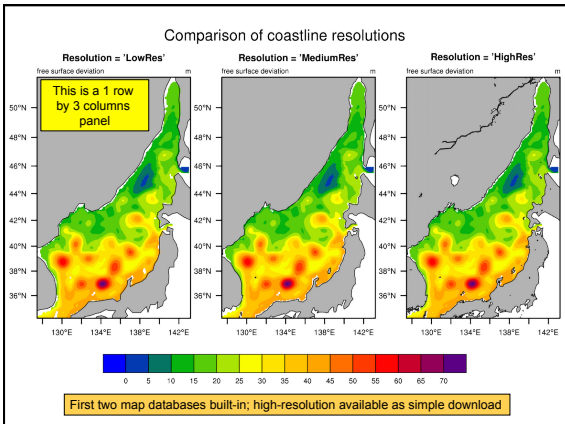 Comparison of coastline resolutions
Resolution = 'LowRes'
free surface deviation m
This is a 1 row
by 3 columns
panel
50°N
48°N
46°N
44°N
42°N
40°N
38°N
36°N
130°E 134°E 138°E 142°E
Resolution = 'MediumRes'
free surface deviation m
50°N
48°N
46°N
44°N
42°N
40°N
38°N
36°N
130°E 134°E 138°E 142°E
Resolution = 'HighRes'
free surface deviation m
50°N
48°N
46°N
44°N
42°N
40°N
38°N
36°N
130°E 134°E 138°E 142°E
0 5 10 15 20 25 30 35 40 45 50 55 60 65 70
First two map databases built-in; high-resolution available as simple download